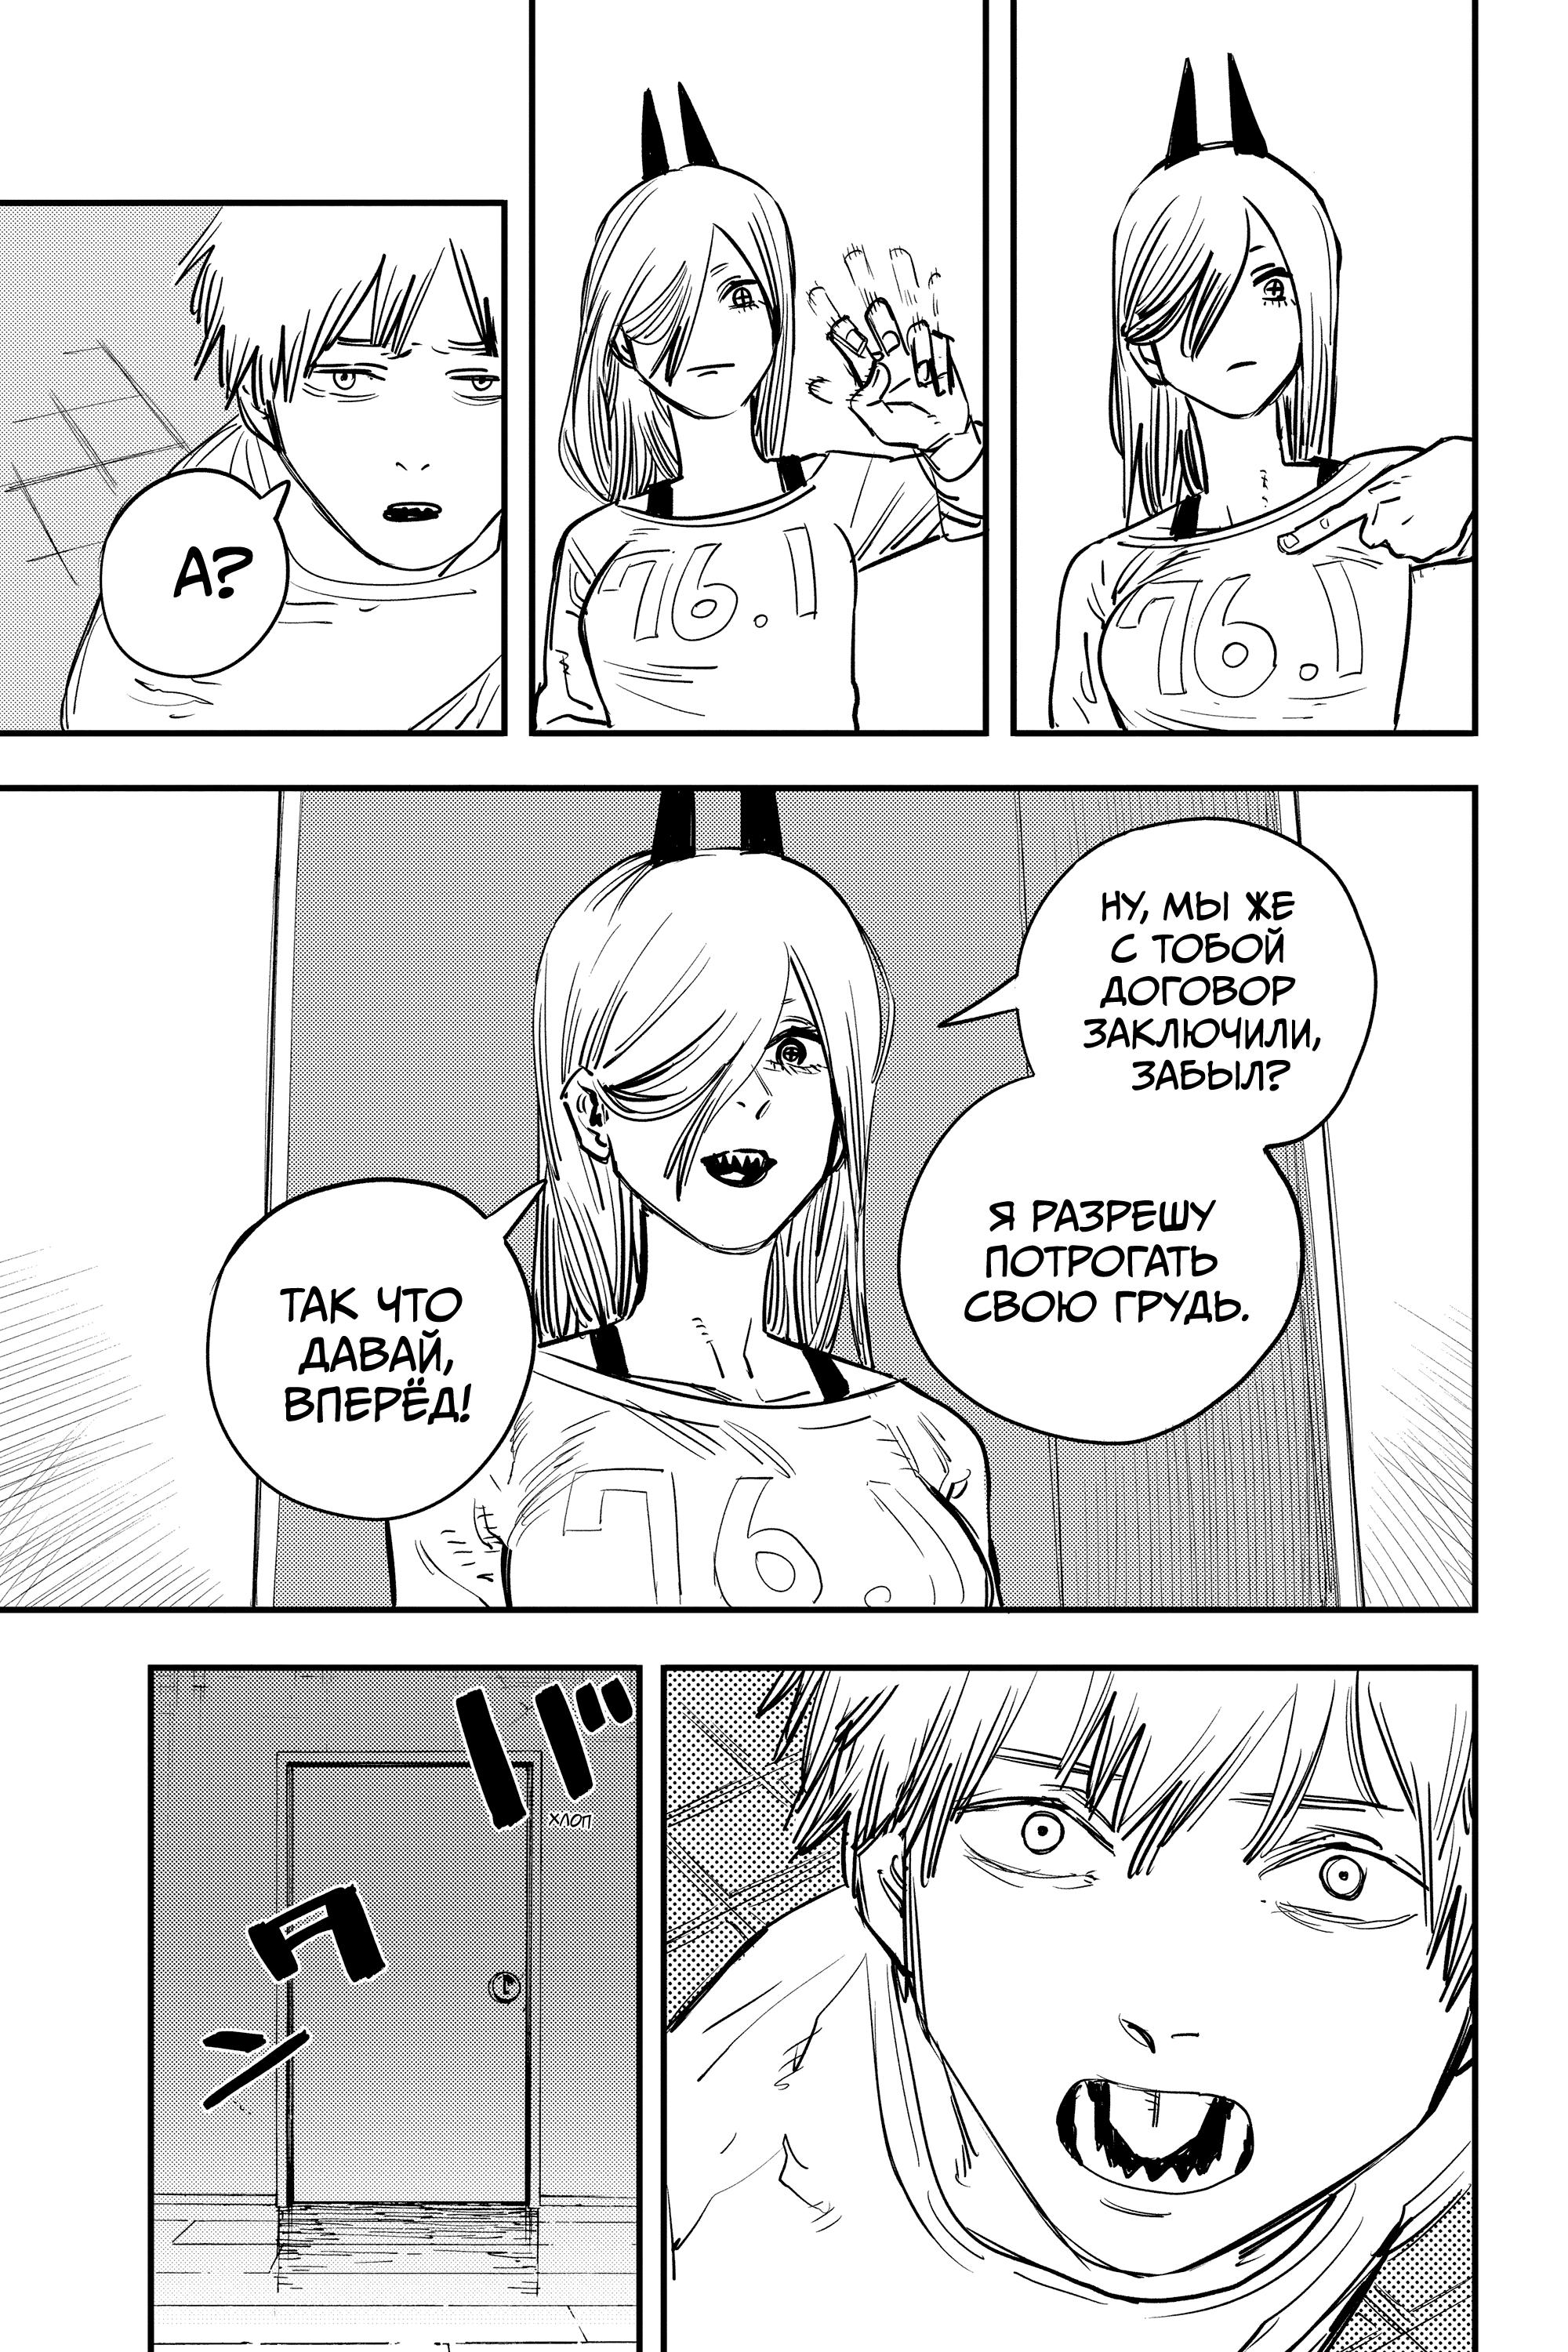 76.1
76.1
А?
НУ, МЫ ЖЕ
С ТОБОЙ
ДОГОВОР
ЗАКЛЮЧИЛИ,
ЗАБЫЛ?
Я РАЗРЕШУ
ПОТРОГАТЬ
СВОЮ ГРУДЬ.
ТАК ЧТО
ДАВАЙ,
ВПЕРЁД!
76.
バ
タ
ン
ХЛОП